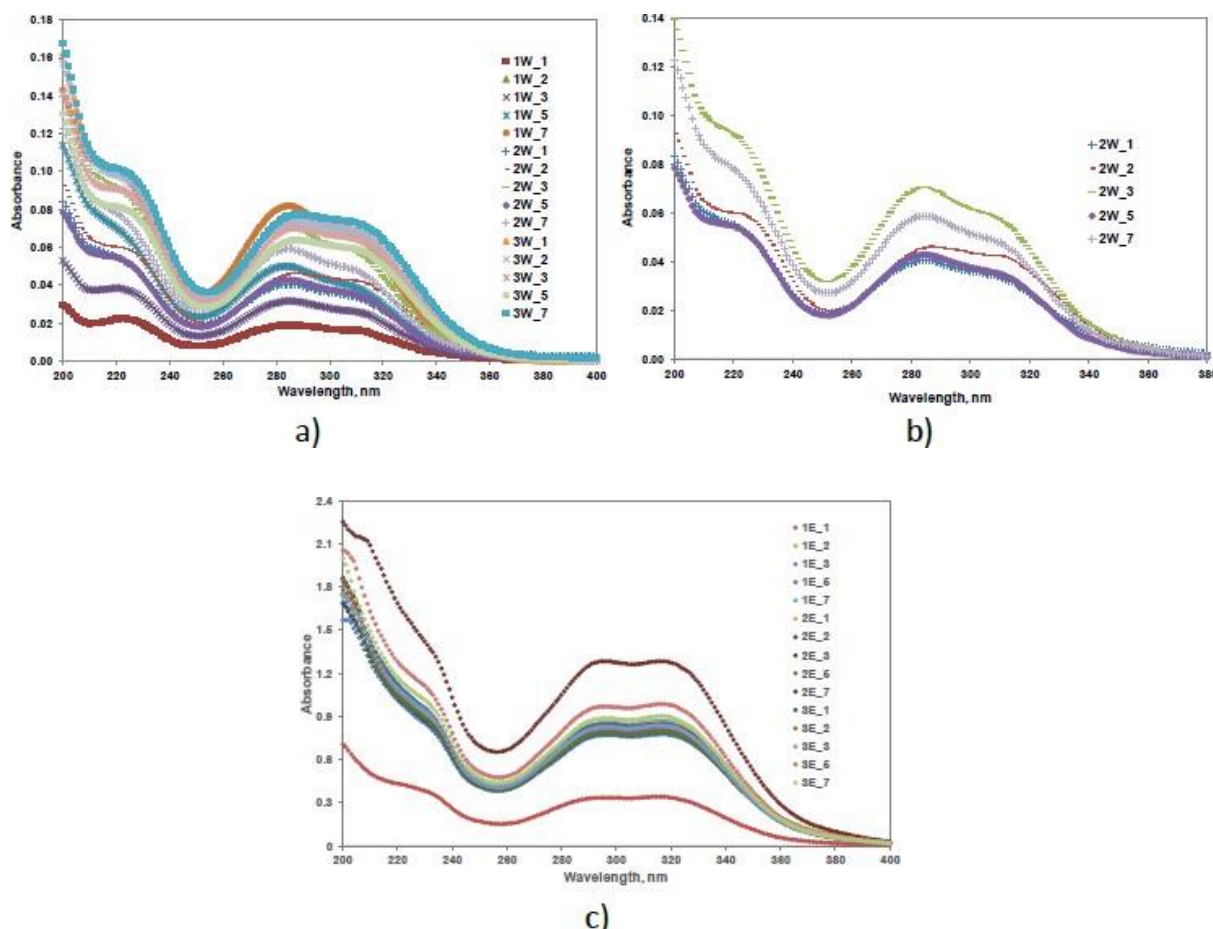 0.18
0.16
0.14
0.12
0.10
0.08
0.06
0.04
0.02
0.00
Absorbance
200 220 240 260 280 300 320 340 360 380 400
Wavelength, nm
1W_1
1W_2
1W_3
1W_5
1W_7
2W_1
2W_2
2W_3
2W_5
2W_7
3W_1
3W_2
3W_3
3W_5
3W_7
a)
0.14
0.12
0.10
0.08
0.06
0.04
0.02
0.00
Absorbance
200 220 240 260 280 300 320 340 360 380
Wavelength, nm
2W_1
2W_2
2W_3
2W_5
2W_7
b)
2.4
2.1
1.8
1.5
1.2
0.9
0.6
0.3
0
Absorbance
200 220 240 260 280 300 320 340 360 380 400
Wavelength, nm
1E_1
1E_2
1E_3
1E_5
1E_7
2E_1
2E_2
2E_3
2E_5
2E_7
3E_1
3E_2
3E_3
3E_5
3E_7
c)